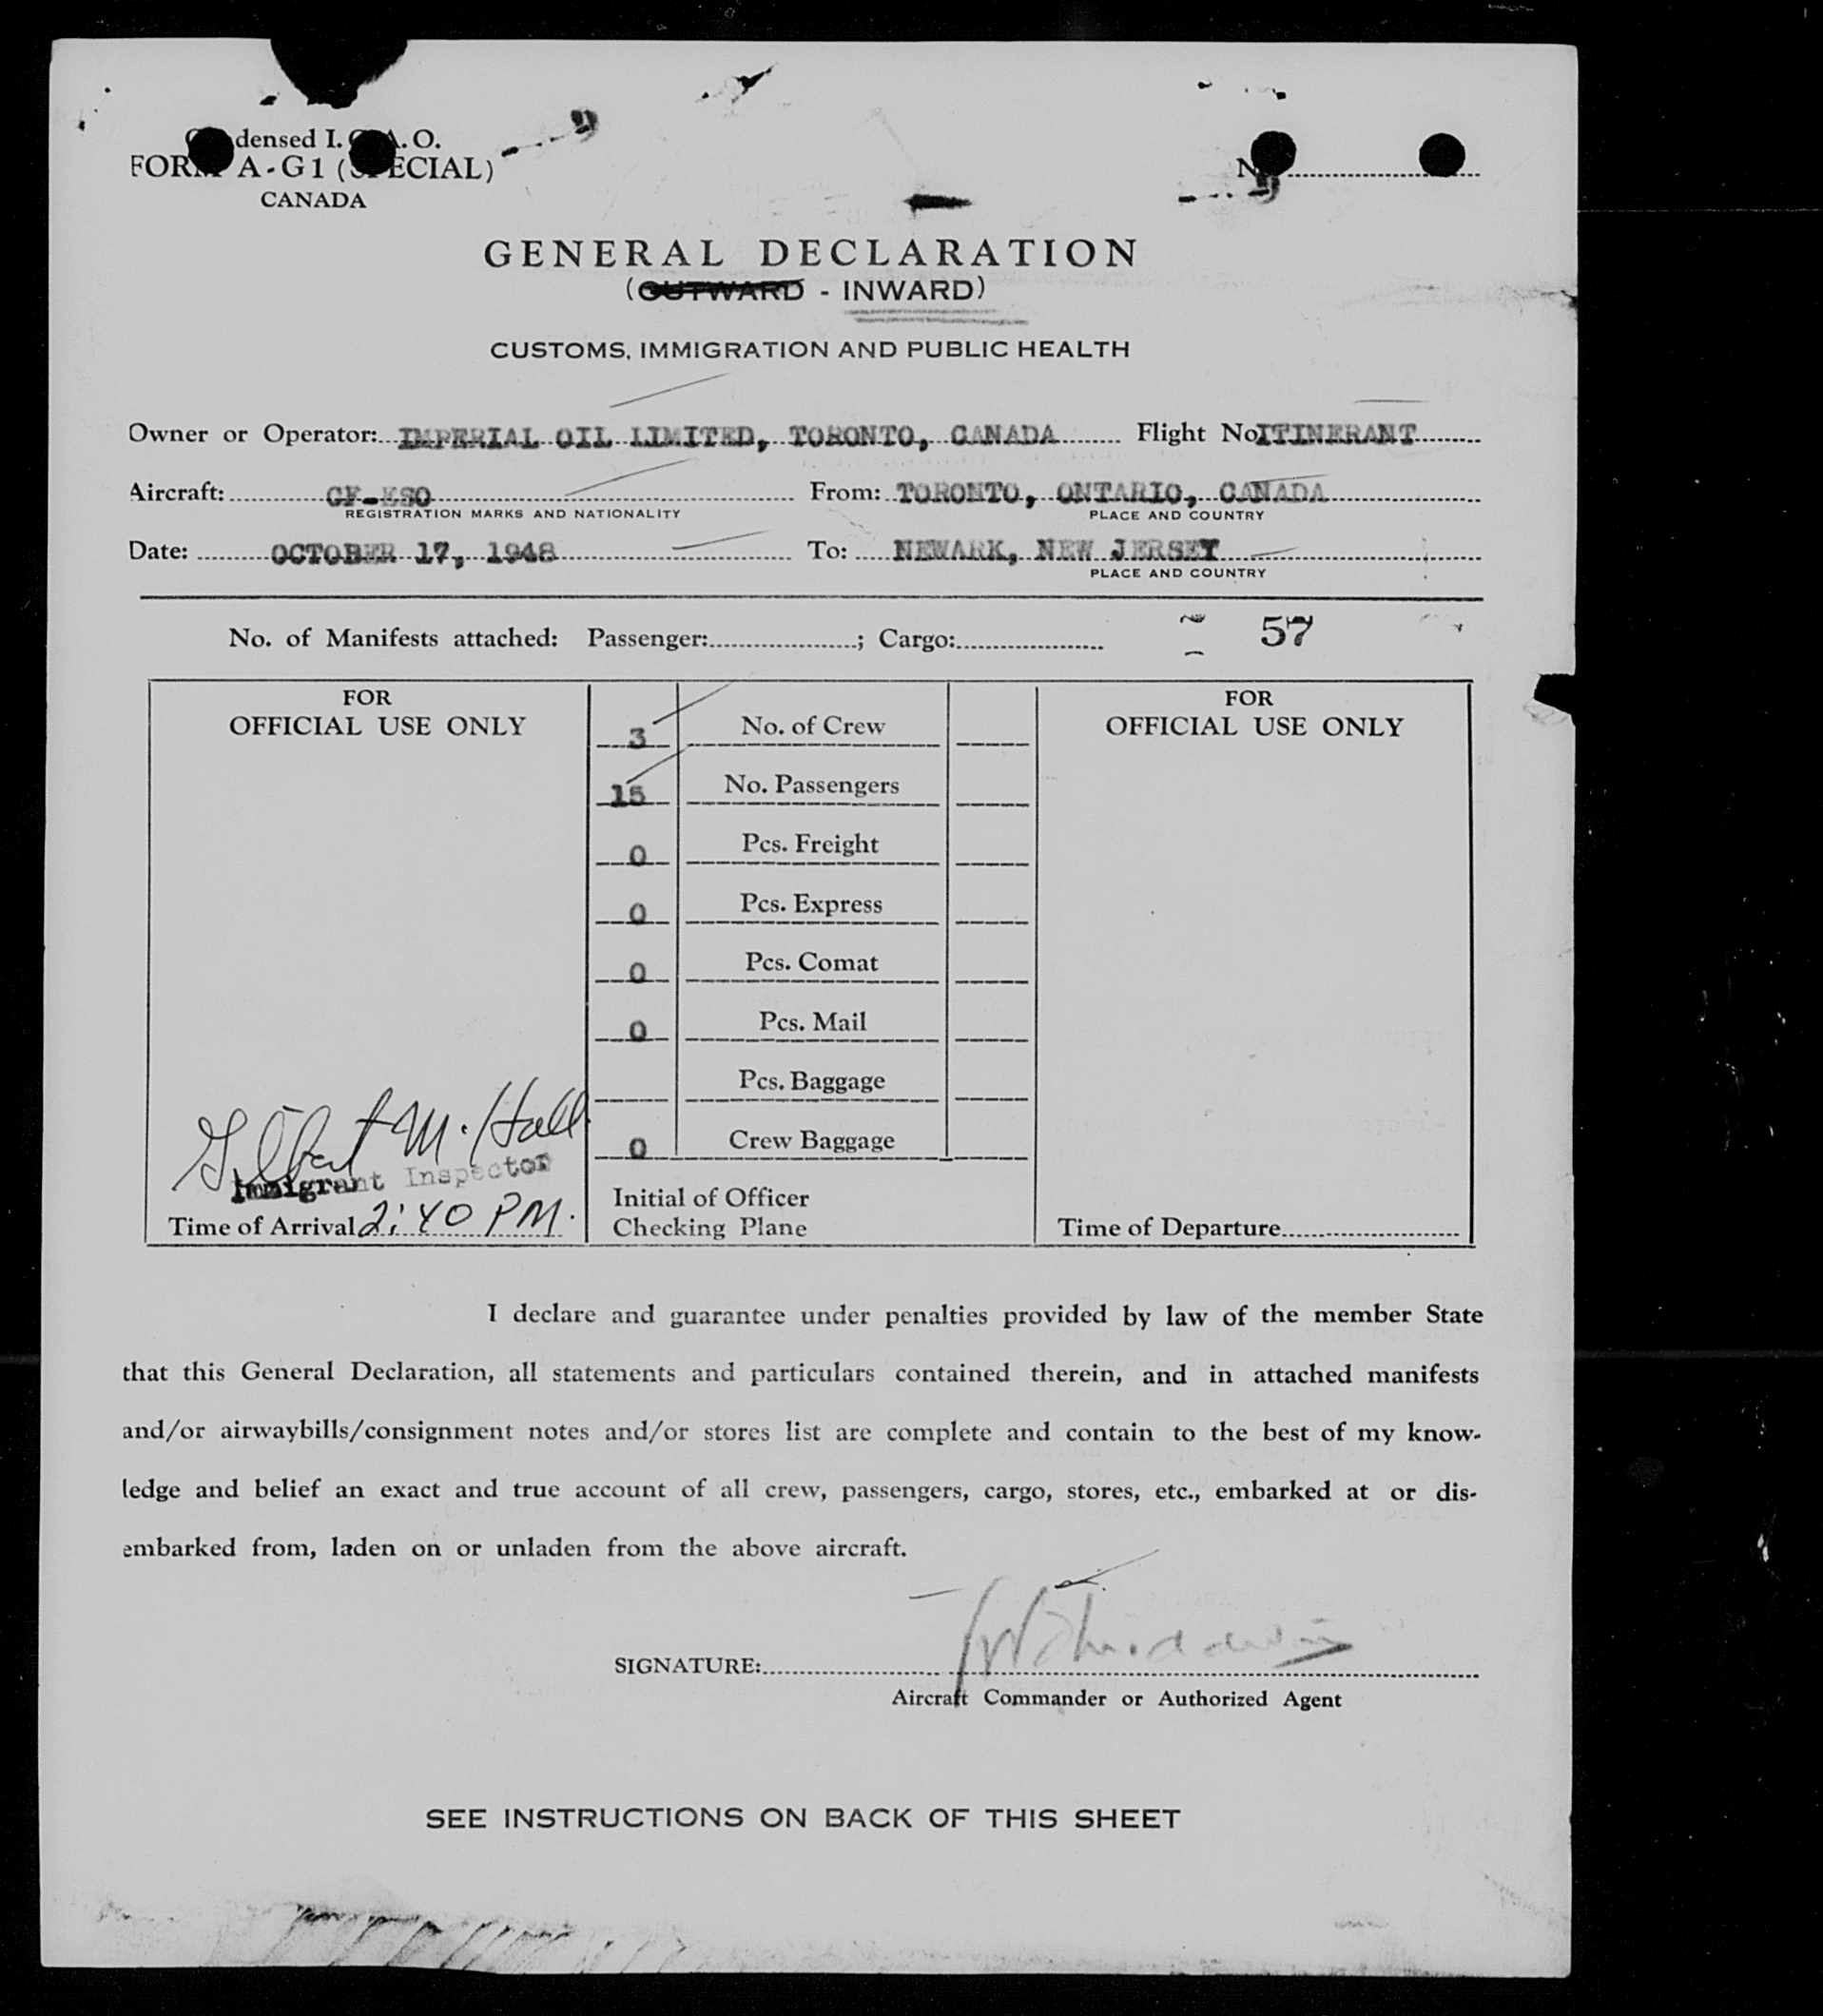 densed I. C. A. O.
FORM A-G1 (SPECIAL)
CANADA
No
GENERAL DECLARATION
(OUTWARD - INWARD)
CUSTOMS, IMMIGRATION AND PUBLIC HEALTH
Owner or Operator: IMPERIAL OIL LIMITED, TORONTO, CANADA Flight No ITINERANT
Aircraft: CF-ESO From: TORONTO, ONTARIO, CANADA
REGISTRATION MARKS AND NATIONALITY PLACE AND COUNTRY
Date: OCTOBER 17, 1948 To: NEWARK, NEW JERSEY
PLACE AND COUNTRY
No. of Manifests attached: Passenger: ; Cargo: 57
FOR
OFFICIAL USE ONLY
3 No. of Crew
15 No. Passengers
0 Pcs. Freight
0 Pcs. Express
0 Pcs. Comat
0 Pcs. Mail
Pcs. Baggage
0 Crew Baggage
FOR
OFFICIAL USE ONLY
Gilbert M. Hall
Immigrant Inspector
Time of Arrival 2:40 PM.
Initial of Officer
Checking Plane
Time of Departure
I declare and guarantee under penalties provided by law of the member State
that this General Declaration, all statements and particulars contained therein, and in attached manifests
and/or airwaybills/consignment notes and/or stores list are complete and contain to the best of my know-
ledge and belief an exact and true account of all crew, passengers, cargo, stores, etc., embarked at or dis-
embarked from, laden on or unladen from the above aircraft.
SIGNATURE:
Aircraft Commander or Authorized Agent
SEE INSTRUCTIONS ON BACK OF THIS SHEET